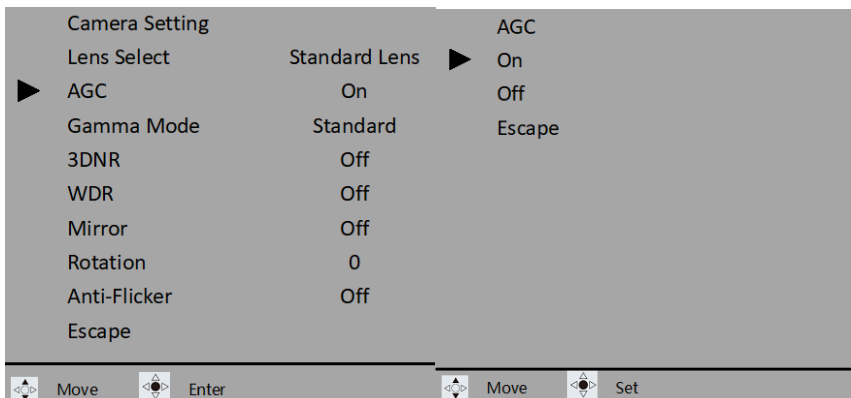 Camera Setting
Lens Select Standard Lens
AGC On
Gamma Mode Standard
3DNR Off
WDR Off
Mirror Off
Rotation 0
Anti-Flicker Off
Escape
Move Enter
AGC
On
Off
Escape
Move Set